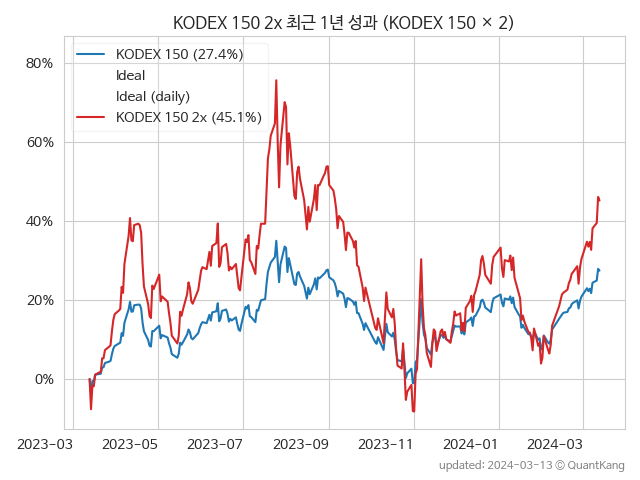 KODEX 150 2x 최근 1년 성과 (KODEX 150 × 2)
KODEX 150 (27.4%)
Ideal
Ideal (daily)
KODEX 150 2x (45.1%)
80%
60%
40%
20%
0%
2023−03 2023−05 2023−07 2023−09 2023−11 2024−01 2024−03
updated: 2024-03-13 ⓒ QuantKang